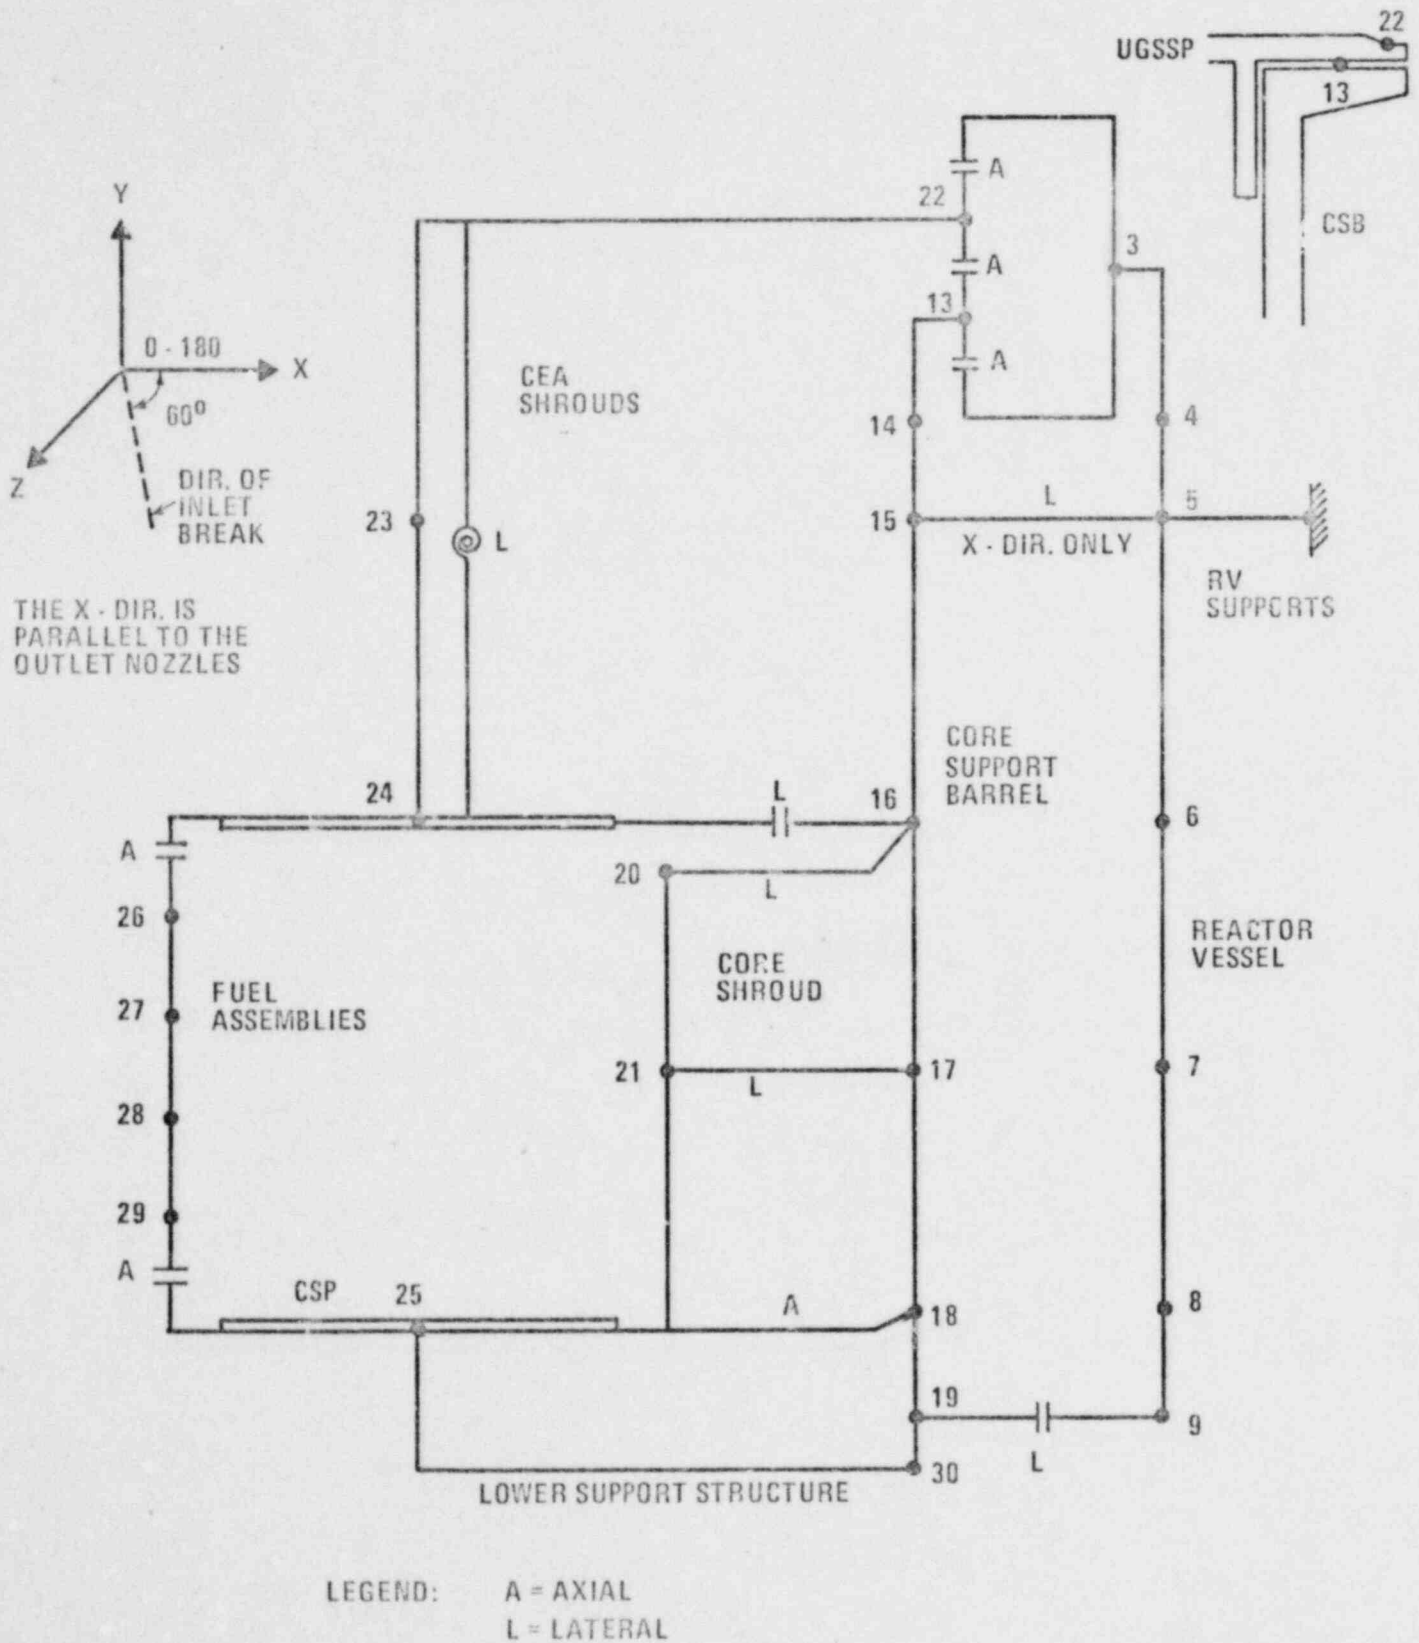 22
UGSSP
13
CSB
A
22
3
A
13
A
Y
0 - 180
X
60º
Z
DIR. OF
INLET
BREAK
CEA
SHROUDS
14
4
23
L
15
L
5
X - DIR. ONLY
RV
SUPPORTS
THE X - DIR. IS
PARALLEL TO THE
OUTLET NOZZLES
CORE
SUPPORT
BARREL
24
L
16
6
A
20
L
26
REACTOR
VESSEL
CORE
SHROUD
FUEL
ASSEMBLIES
27
21
L
17
7
28
29
A
CSP
25
A
18
8
19
9
L
30
LOWER SUPPORT STRUCTURE
LEGEND: A = AXIAL
L = LATERAL